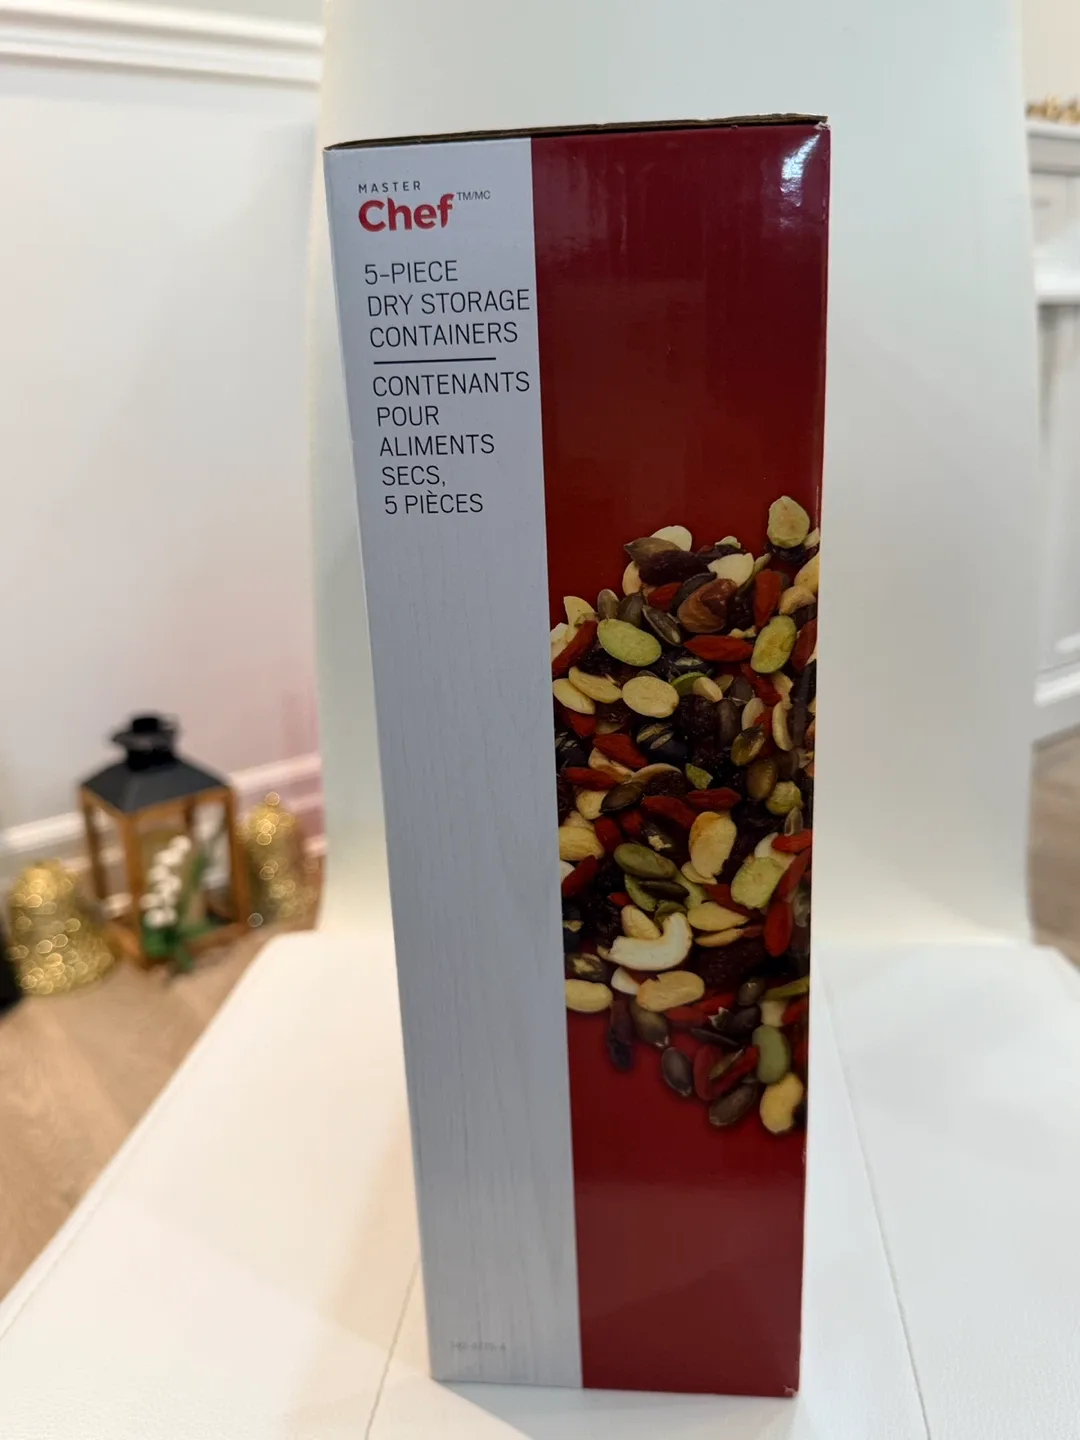 MASTER
Chef TM/MC
5-PIECE
DRY STORAGE
CONTAINERS
CONTENANTS
POUR
ALIMENTS
SECS,
5 PIÈCES